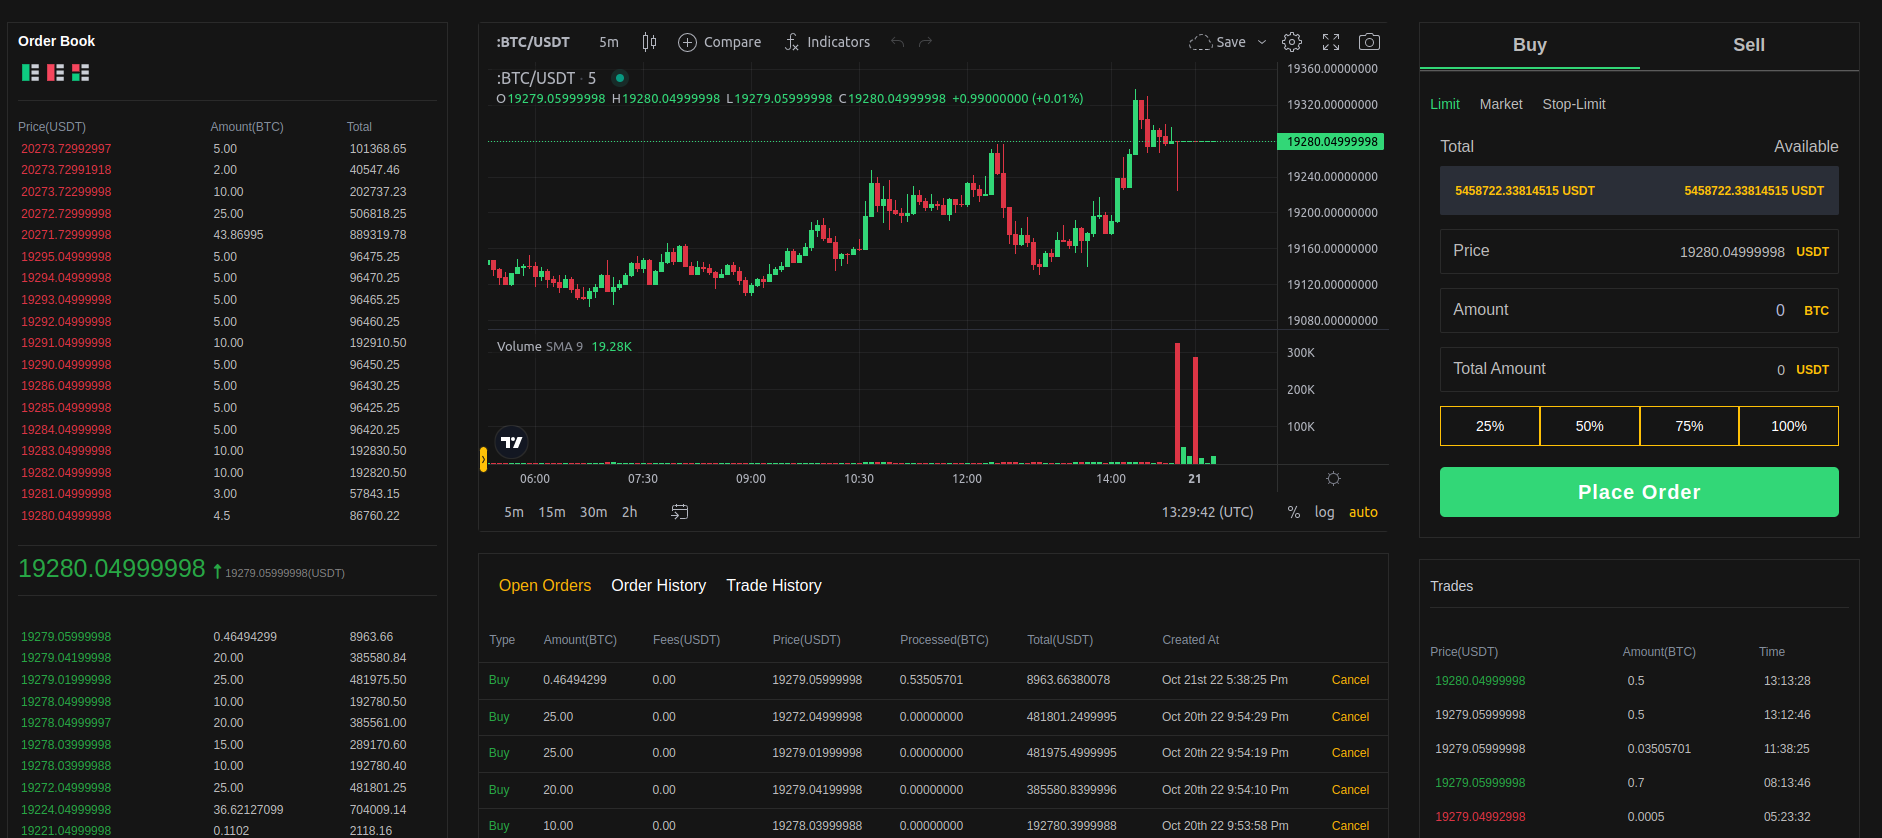 Order Book
Price(USDT) Amount(BTC) Total
20273.72992997 5.00 101368.65
20273.72991918 2.00 40547.46
20273.72299998 10.00 202737.23
20272.72999998 25.00 506818.25
20271.72999998 43.86995 889319.78
19295.04999998 5.00 96475.25
19294.04999998 5.00 96470.25
19293.04999998 5.00 96465.25
19292.04999998 5.00 96460.25
19291.04999998 10.00 192910.50
19290.04999998 5.00 96450.25
19286.04999998 5.00 96430.25
19285.04999998 5.00 96425.25
19284.04999998 5.00 96420.25
19283.04999998 10.00 192830.50
19282.04999998 10.00 192820.50
19281.04999998 3.00 57843.15
19280.04999998 4.5 86760.22
19280.04999998 ↑ 19279.05999998(USDT)
19279.05999998 0.46494299 8963.66
19279.04199998 20.00 385580.84
19279.01999998 25.00 481975.50
19278.04999998 10.00 192780.50
19278.04999997 20.00 385561.00
19278.03999998 15.00 289170.60
19278.03999988 10.00 192780.40
19272.04999998 25.00 481801.25
19224.04999998 36.62127099 704009.14
19221.04999998 0.1102 2118.16
:BTC/USDT 5m Compare Indicators Save
:BTC/USDT · 5
O19279.05999998 H19280.04999998 L19279.05999998 C19280.04999998 +0.99000000 (+0.01%)
19360.00000000
19320.00000000
19280.04999998
19240.00000000
19200.00000000
19160.00000000
19120.00000000
19080.00000000
Volume SMA 9 19.28K
300K
200K
100K
06:00 07:30 09:00 10:30 12:00 14:00 21
5m 15m 30m 2h 13:29:42 (UTC) % log auto
Open Orders Order History Trade History
Type Amount(BTC) Fees(USDT) Price(USDT) Processed(BTC) Total(USDT) Created At
Buy 0.46494299 0.00 19279.05999998 0.53505701 8963.66380078 Oct 21st 22 5:38:25 Pm Cancel
Buy 25.00 0.00 19272.04999998 0.00000000 481801.2499995 Oct 20th 22 9:54:29 Pm Cancel
Buy 25.00 0.00 19279.01999998 0.00000000 481975.4999995 Oct 20th 22 9:54:19 Pm Cancel
Buy 20.00 0.00 19279.04199998 0.00000000 385580.8399996 Oct 20th 22 9:54:10 Pm Cancel
Buy 10.00 0.00 19278.03999988 0.00000000 192780.3999988 Oct 20th 22 9:53:58 Pm Cancel
Buy Sell
Limit Market Stop-Limit
Total Available
5458722.33814515 USDT 5458722.33814515 USDT
Price 19280.04999998 USDT
Amount 0 BTC
Total Amount 0 USDT
25% 50% 75% 100%
Place Order
Trades
Price(USDT) Amount(BTC) Time
19280.04999998 0.5 13:13:28
19279.05999998 0.5 13:12:46
19279.05999998 0.03505701 11:38:25
19279.05999998 0.7 08:13:46
19279.04992998 0.0005 05:23:32